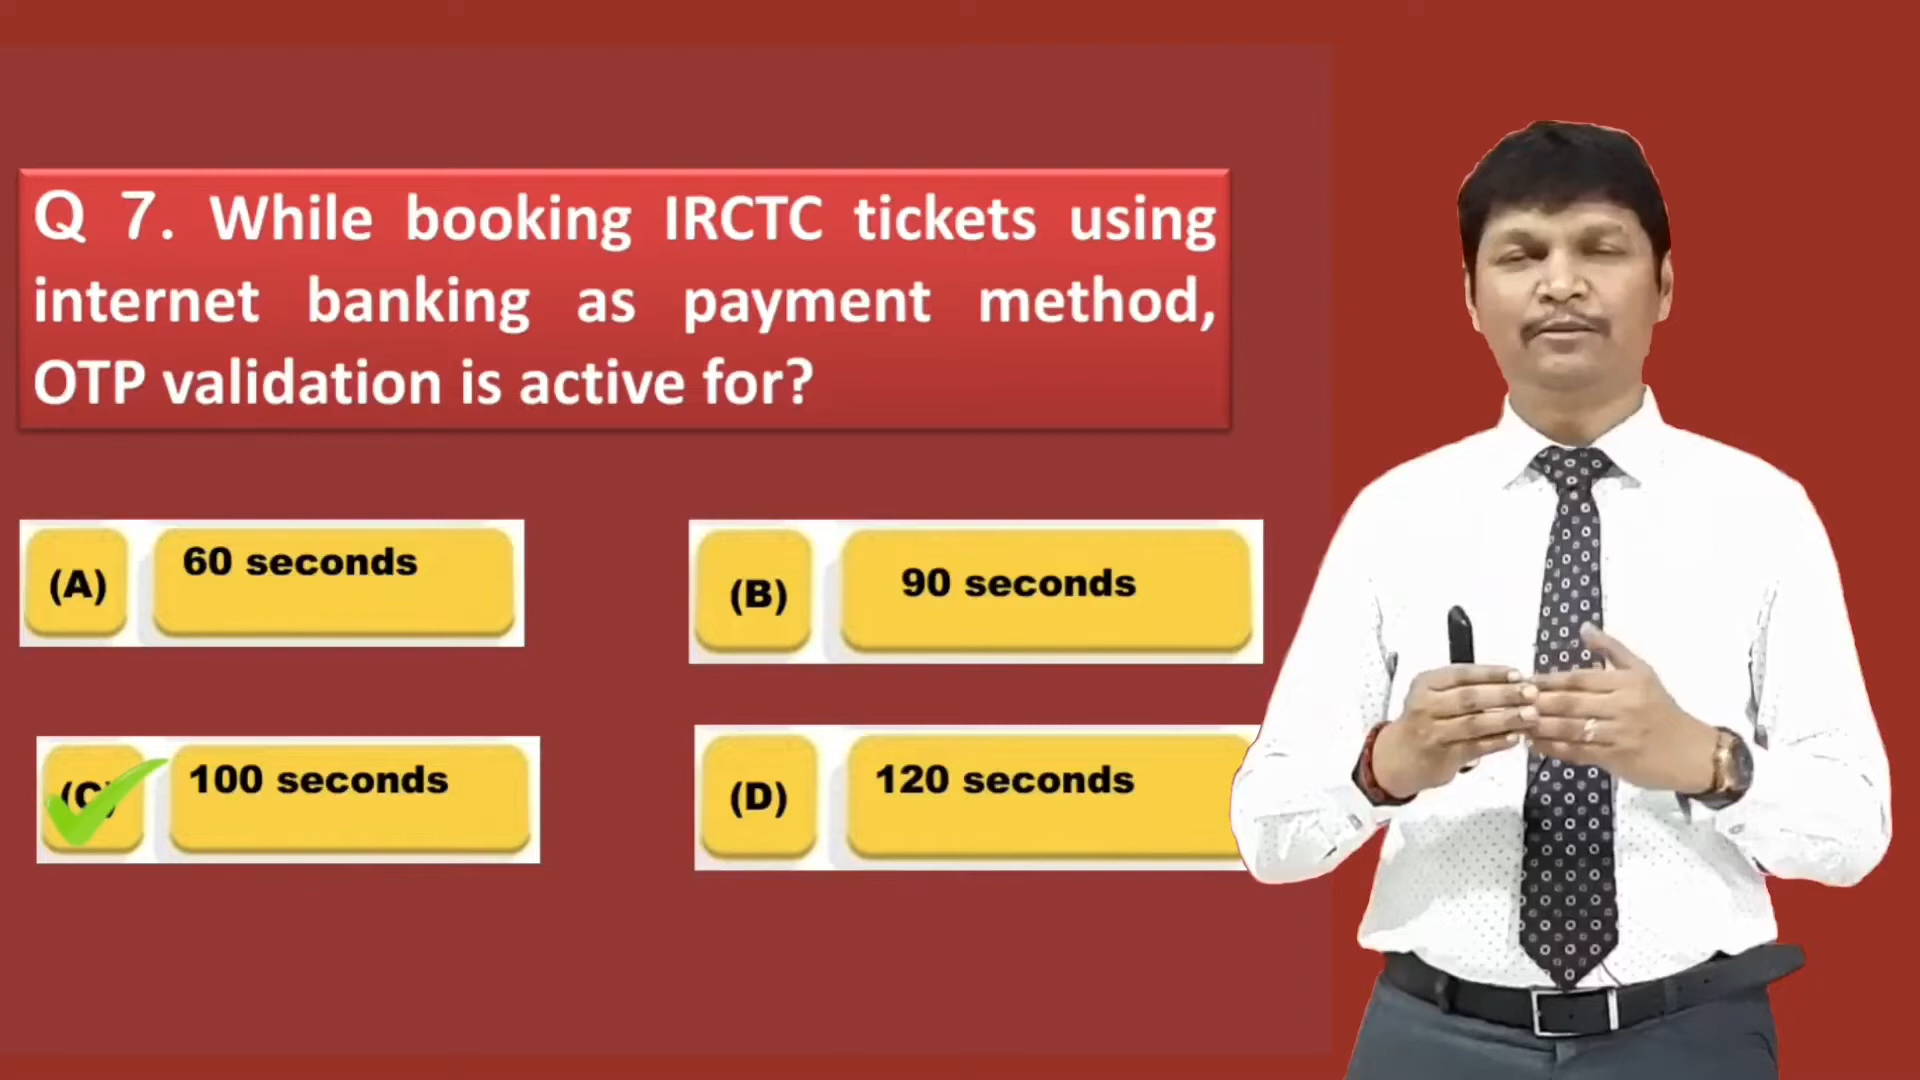 Q 7. While booking IRCTC tickets using
internet banking as payment method,
OTP validation is active for?
(A) 60 seconds
(B) 90 seconds
(C) 100 seconds
(D) 120 seconds